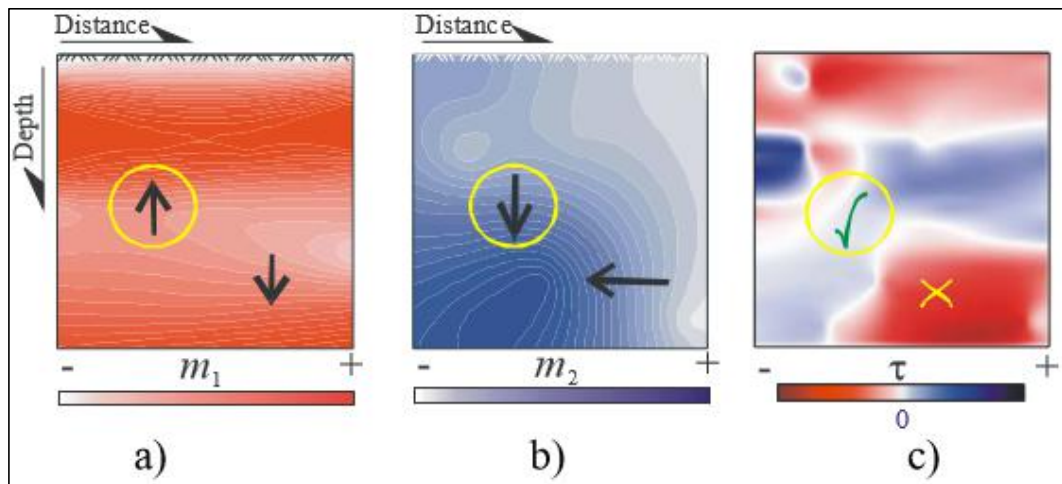 Distance
Distance
Depth
- m₁ +
- m₂ +
- τ +
0
a)
b)
c)